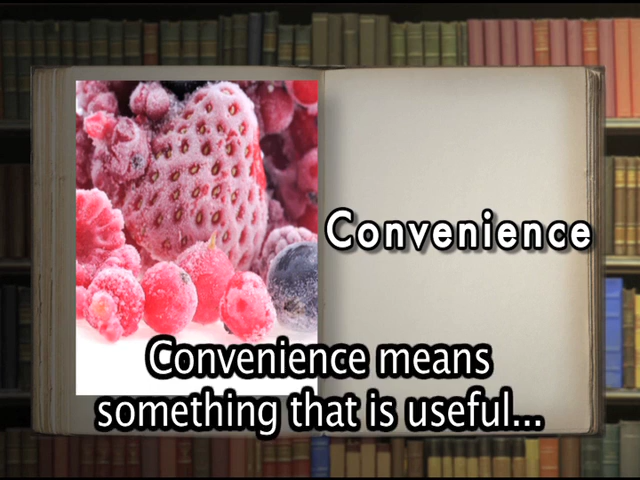 Convenience
Convenience means
something that is useful...